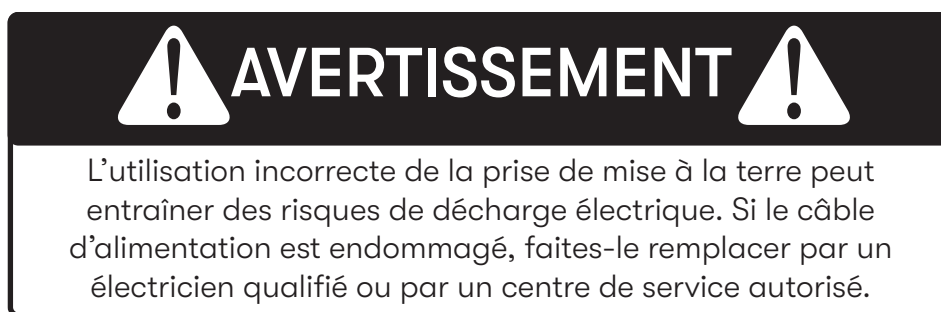 AVERTISSEMENT
L'utilisation incorrecte de la prise de mise à la terre peut
entraîner des risques de décharge électrique. Si le câble
d'alimentation est endommagé, faites-le remplacer par un
électricien qualifié ou par un centre de service autorisé.